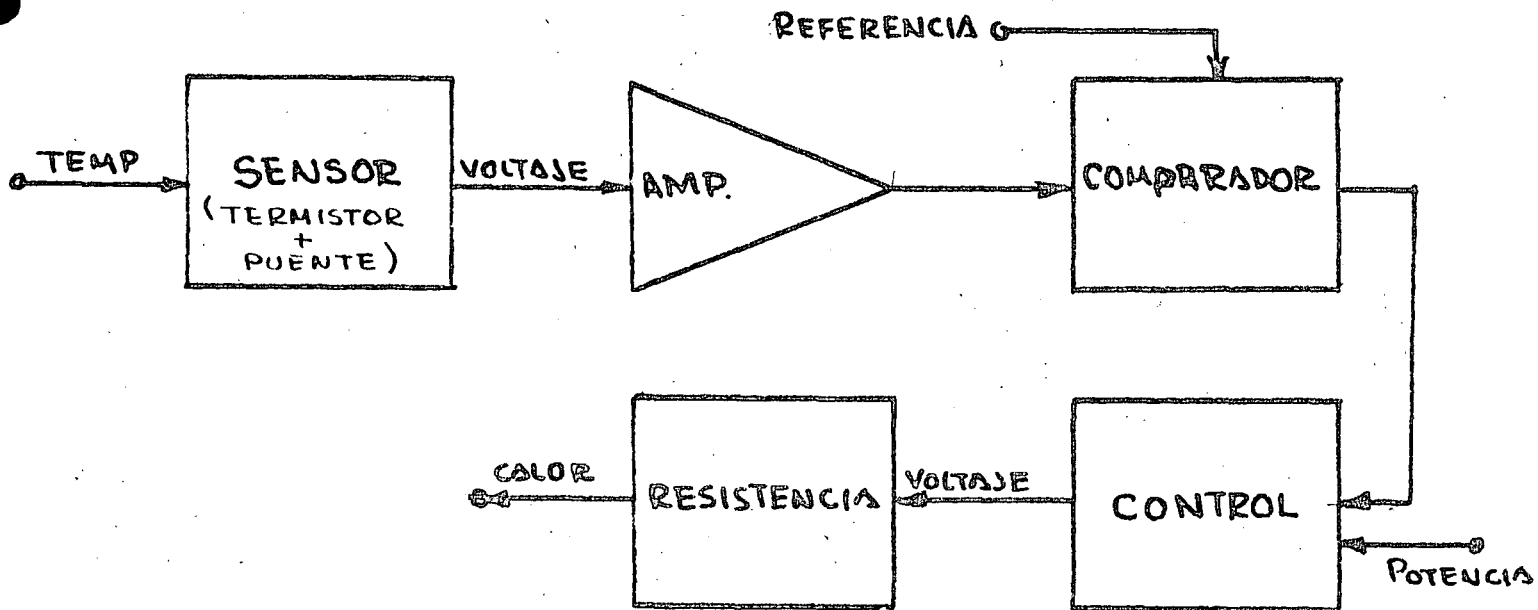 REFERENCIA
TEMP
SENSOR
(TERMISTOR
+
PUENTE)
VOLTAJE
AMP.
COMPARADOR
CALOR
RESISTENCIA
VOLTAJE
CONTROL
POTENCIA